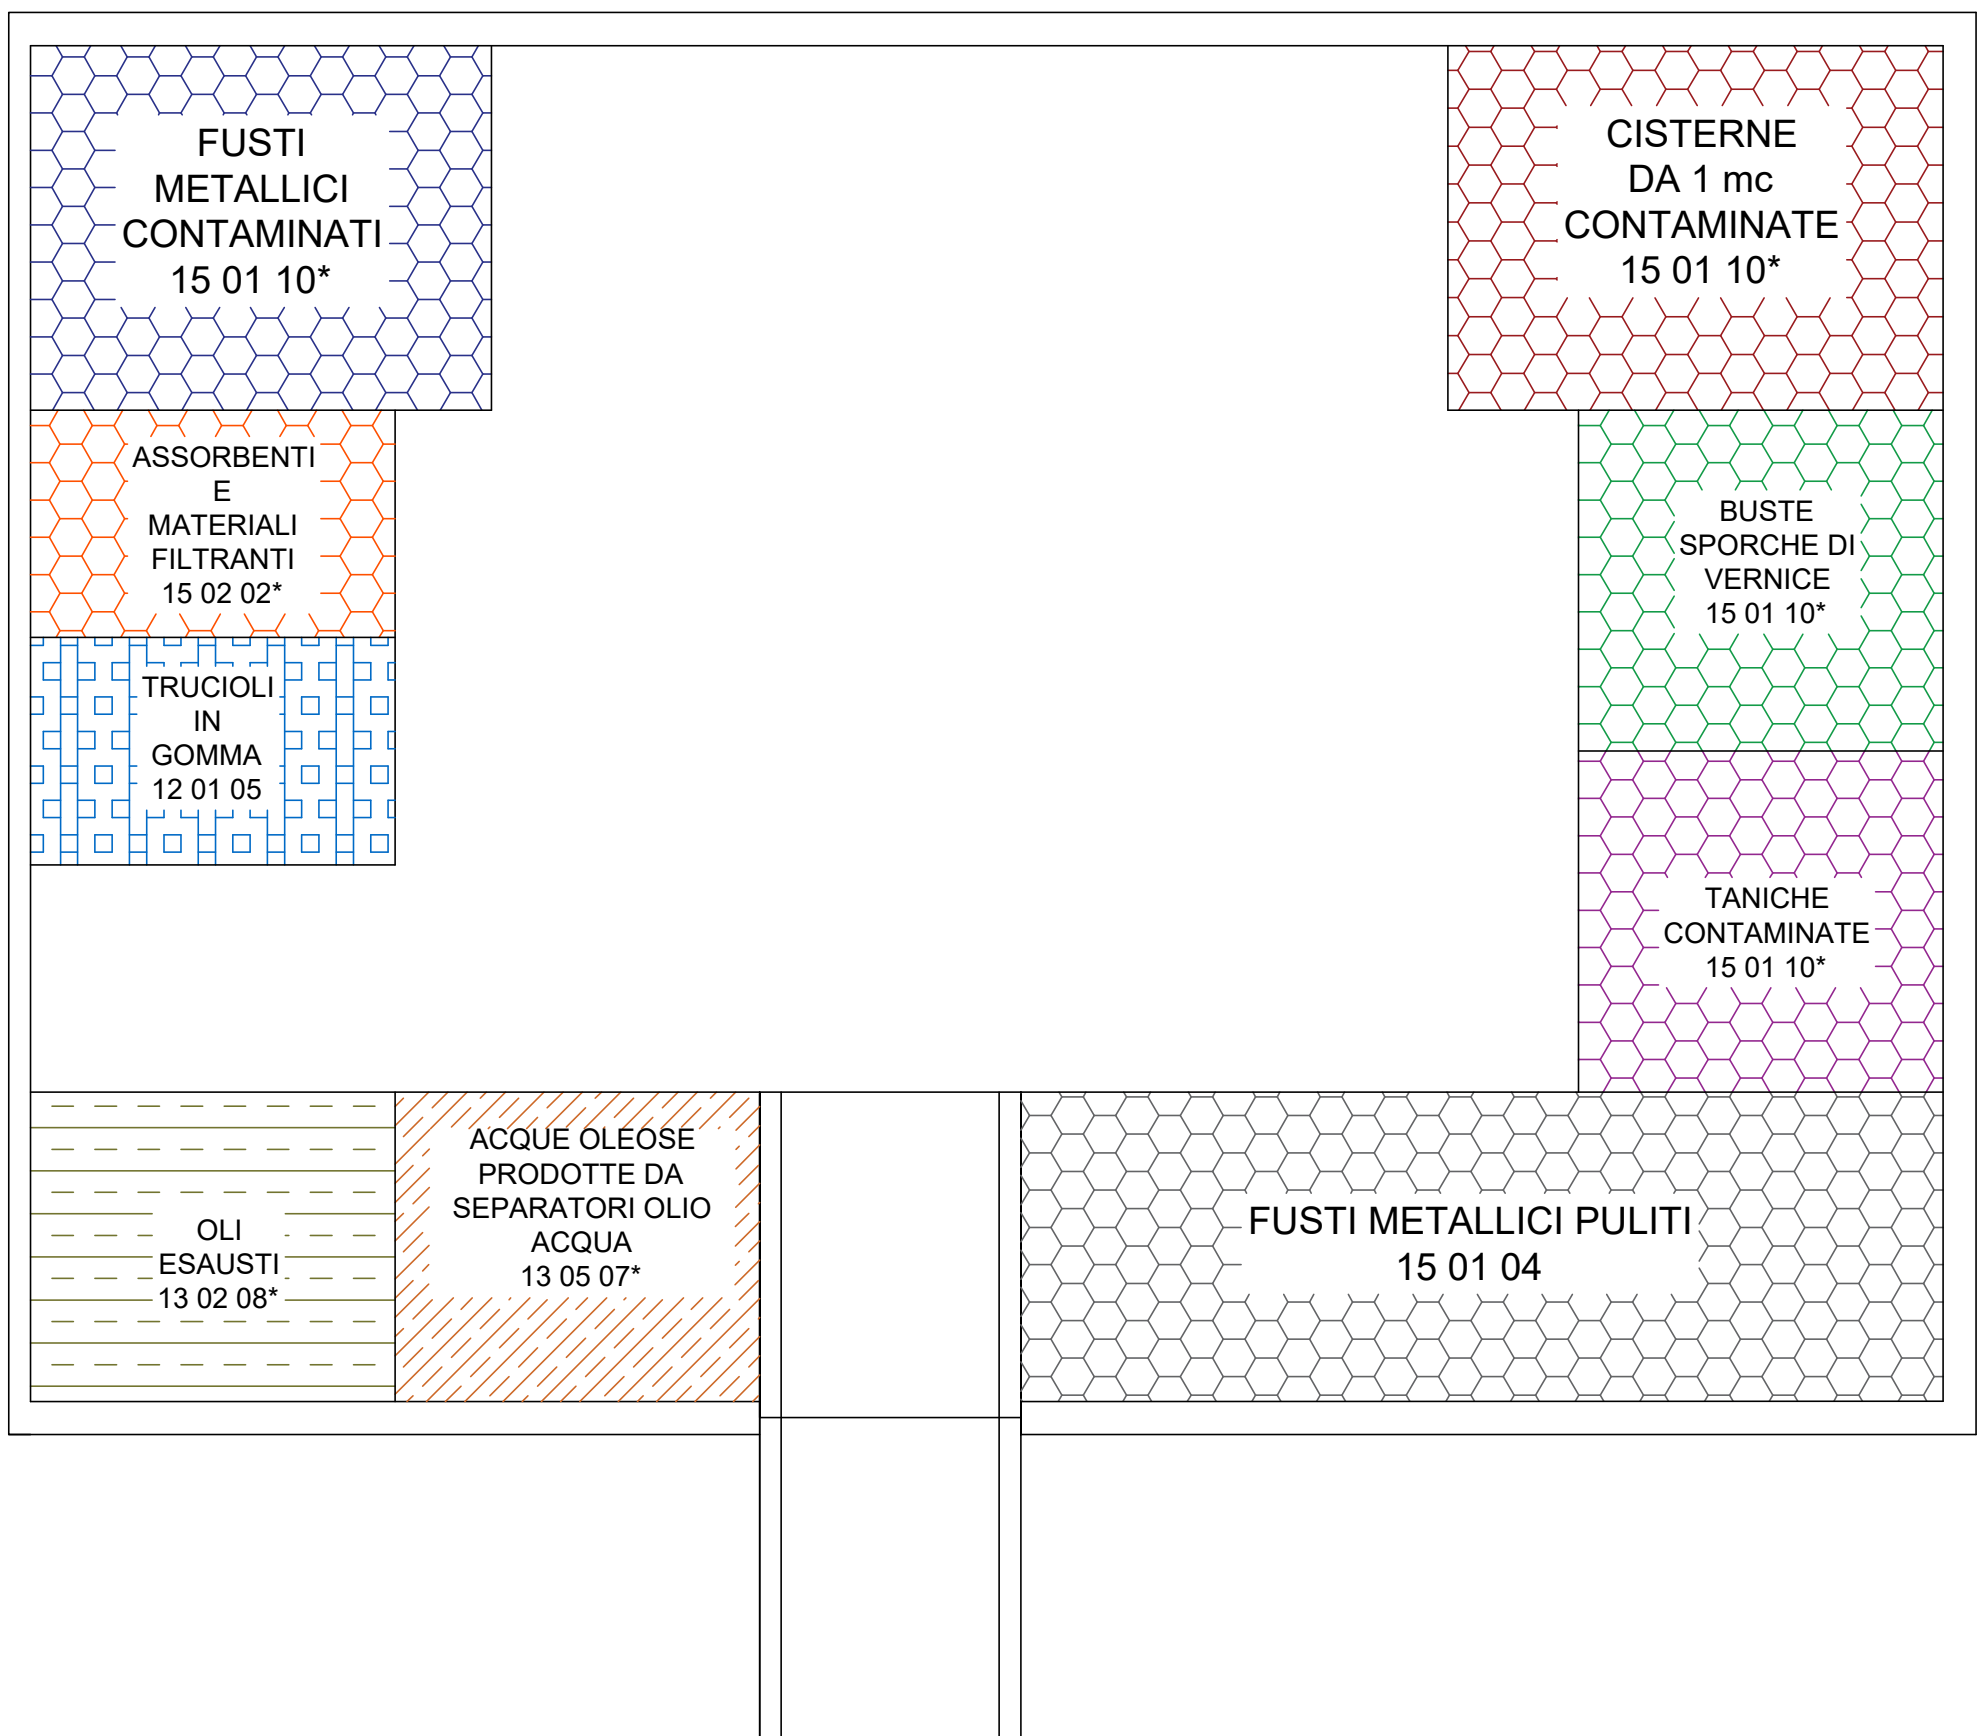 FUSTI
METALLICI
CONTAMINATI
15 01 10*
CISTERNE
DA 1 mc
CONTAMINATE
15 01 10*
ASSORBENTI
E
MATERIALI
FILTRANTI
15 02 02*
BUSTE
SPORCHE DI
VERNICE
15 01 10*
TRUCIOLI
IN
GOMMA
12 01 05
TANICHE
CONTAMINATE
15 01 10*
OLI
ESAUSTI
13 02 08*
ACQUE OLEOSE
PRODOTTE DA
SEPARATORI OLIO
ACQUA
13 05 07*
FUSTI METALLICI PULITI
15 01 04